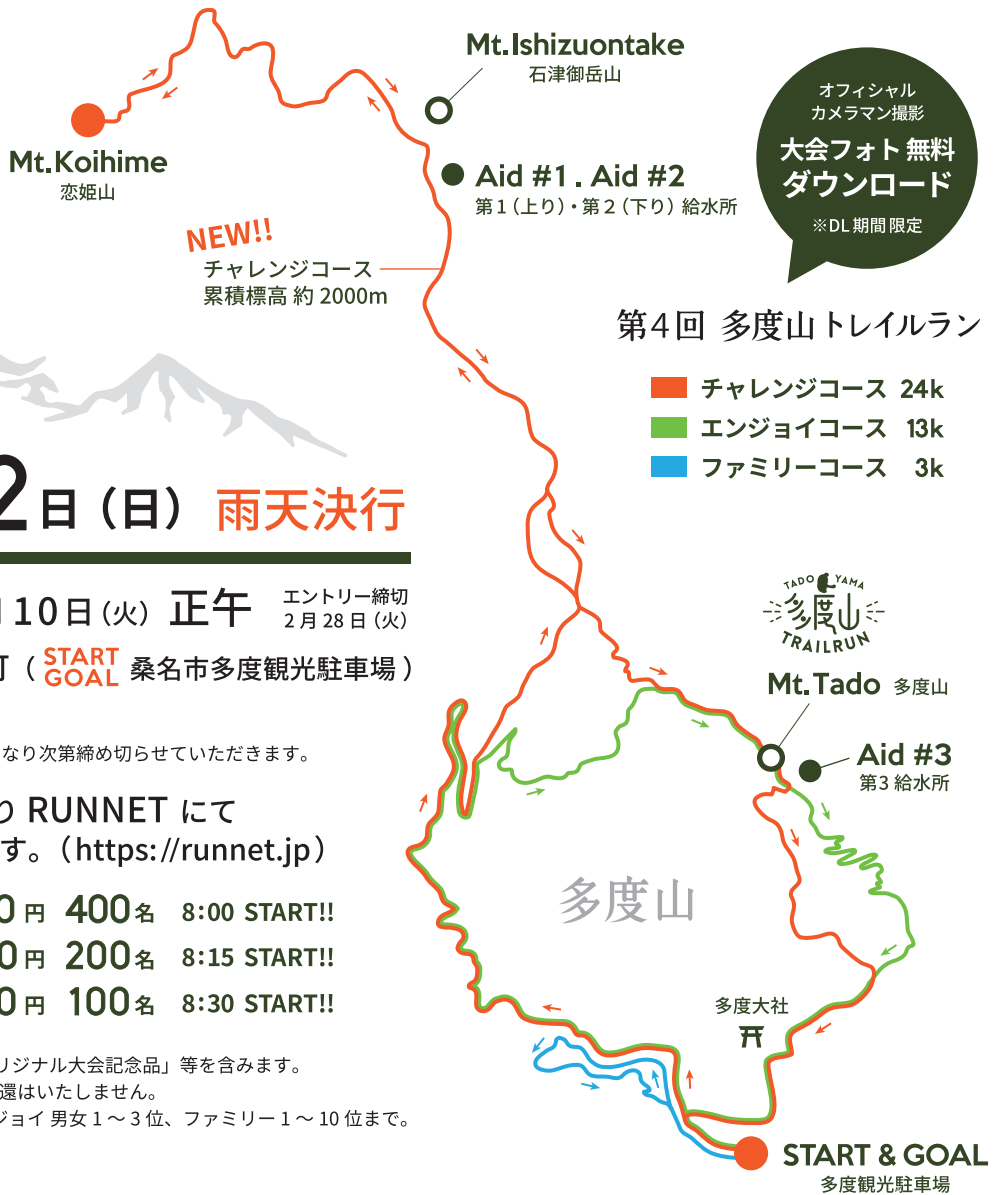 Mt.Ishizuontake
石津御岳山
オフィシャル
カメラマン撮影
大会フォト 無料
ダウンロード
※DL期間限定
Mt.Koihime
恋姫山
Aid #1 . Aid #2
第1(上り)・第2(下り) 給水所
NEW!!
チャレンジコース
累積標高 約 2000m
第4回 多度山 トレイルラン
チャレンジコース 24k
エンジョイコース 13k
ファミリーコース 3k
2日(日) 雨天決行
10日(火) 正午
エントリー締切
2月28日(火)
町( START GOAL 桑名市多度観光駐車場 )
TADO YAMA
多度山
TRAILRUN
Mt.Tado 多度山
なり次第締め切らせていただきます。
Aid #3
第3 給水所
り RUNNET にて
す。(https://runnet.jp)
多度山
0円 400名 8:00 START!!
0円 200名 8:15 START!!
0円 100名 8:30 START!!
多度大社
リジナル大会記念品」等を含みます。
還はいたしません。
ジョイ 男女 1 〜 3 位、ファミリー 1 〜 10 位まで。
START & GOAL
多度観光駐車場